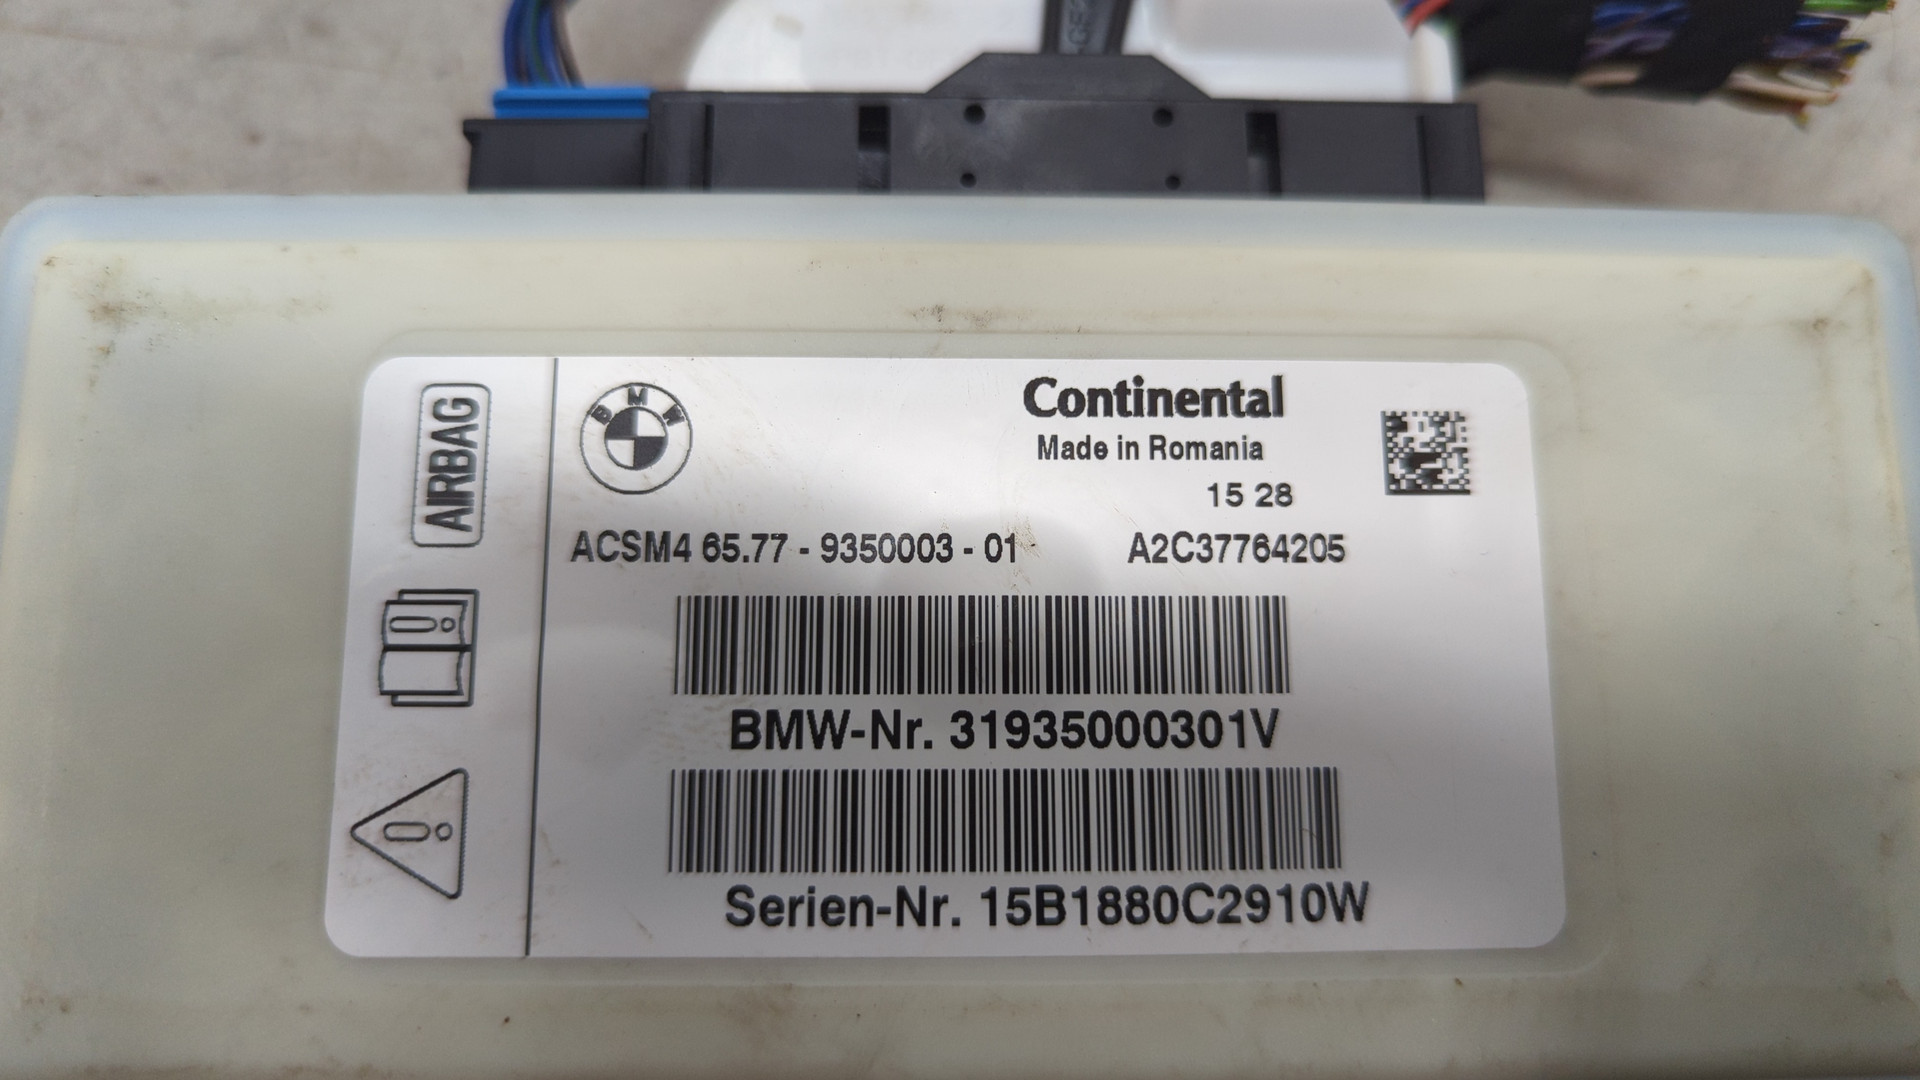 AIRBAG
BMW
Continental
Made in Romania
15 28
ACSM4 65.77 - 9350003 - 01 A2C37764205
BMW-Nr. 31935000301V
Serien-Nr. 15B1880C2910W